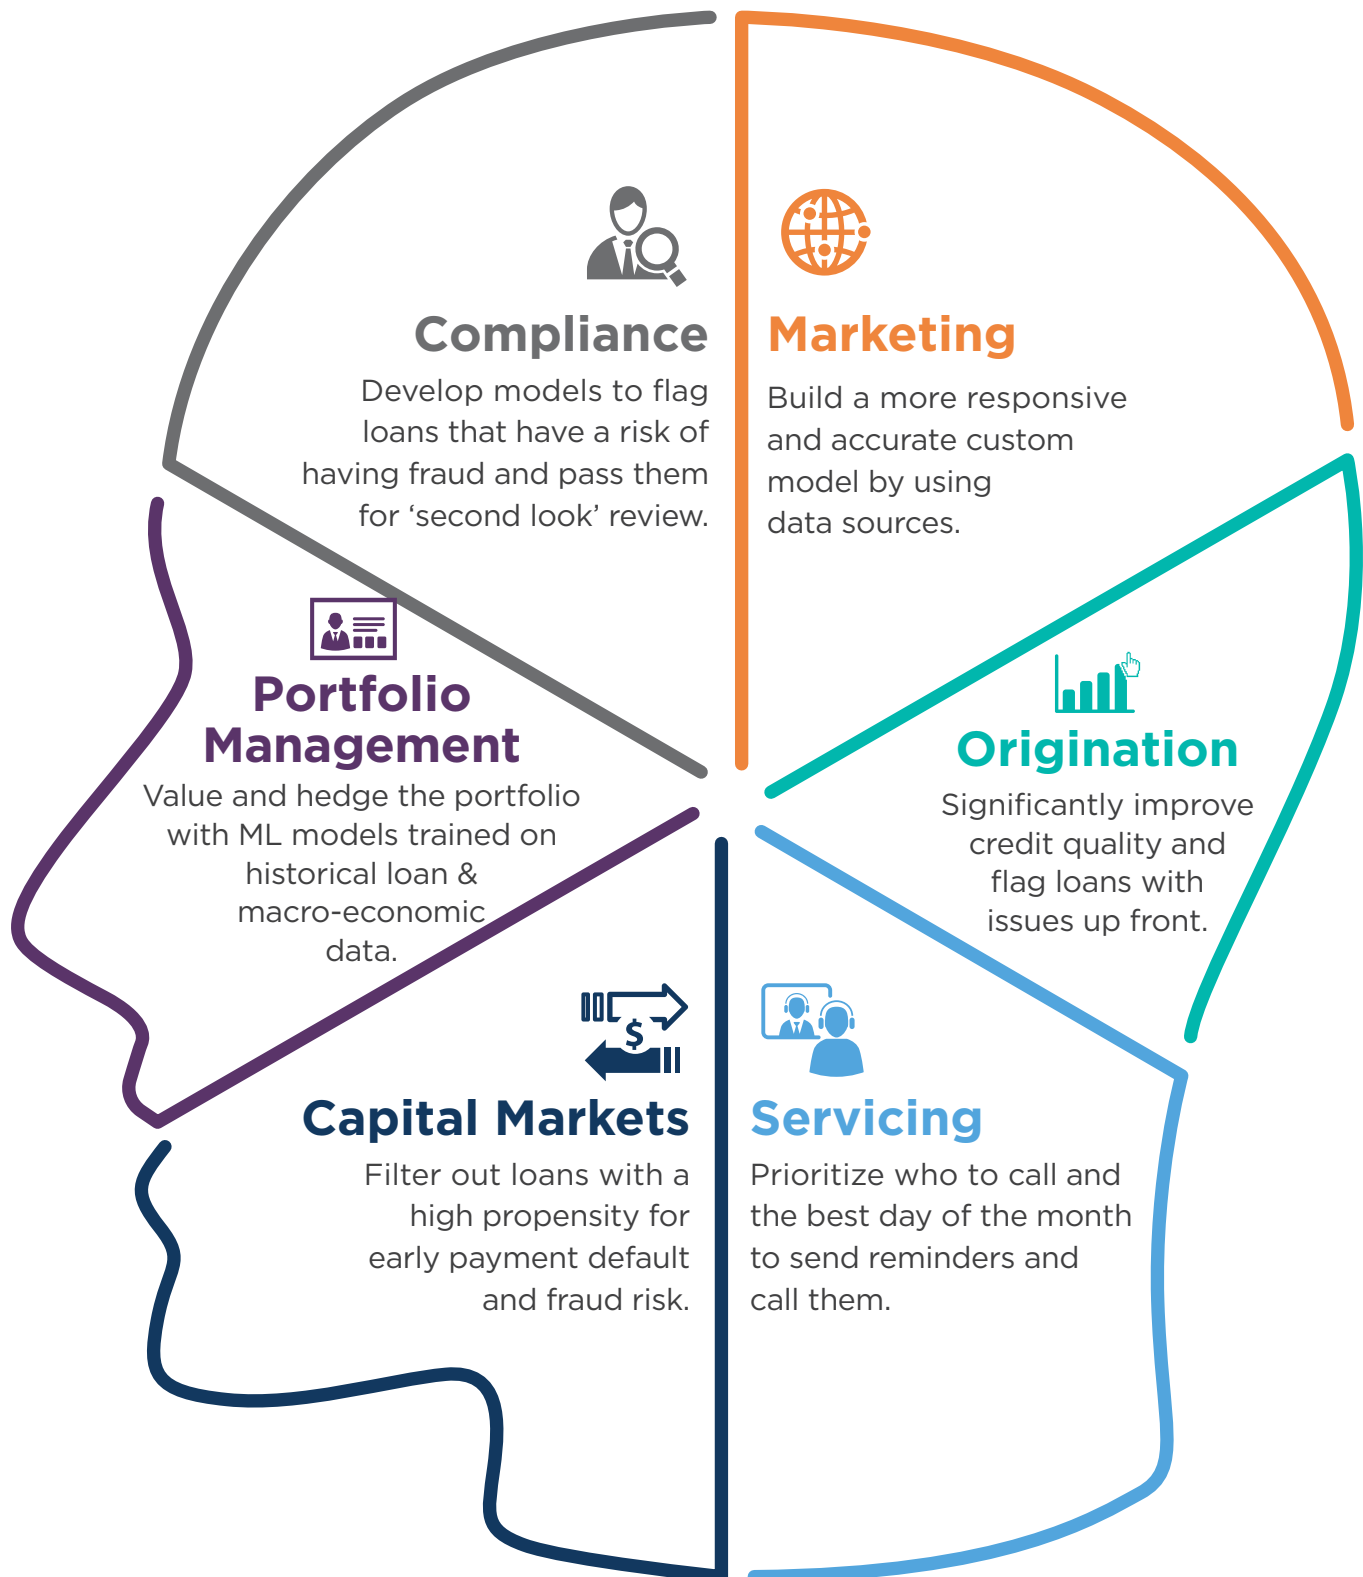 Compliance
Develop models to flag
loans that have a risk of
having fraud and pass them
for ‘second look’ review.
Marketing
Build a more responsive
and accurate custom
model by using
data sources.
Portfolio
Management
Value and hedge the portfolio
with ML models trained on
historical loan &
macro-economic
data.
Origination
Significantly improve
credit quality and
flag loans with
issues up front.
$
Capital Markets
Filter out loans with a
high propensity for
early payment default
and fraud risk.
Servicing
Prioritize who to call and
the best day of the month
to send reminders and
call them.